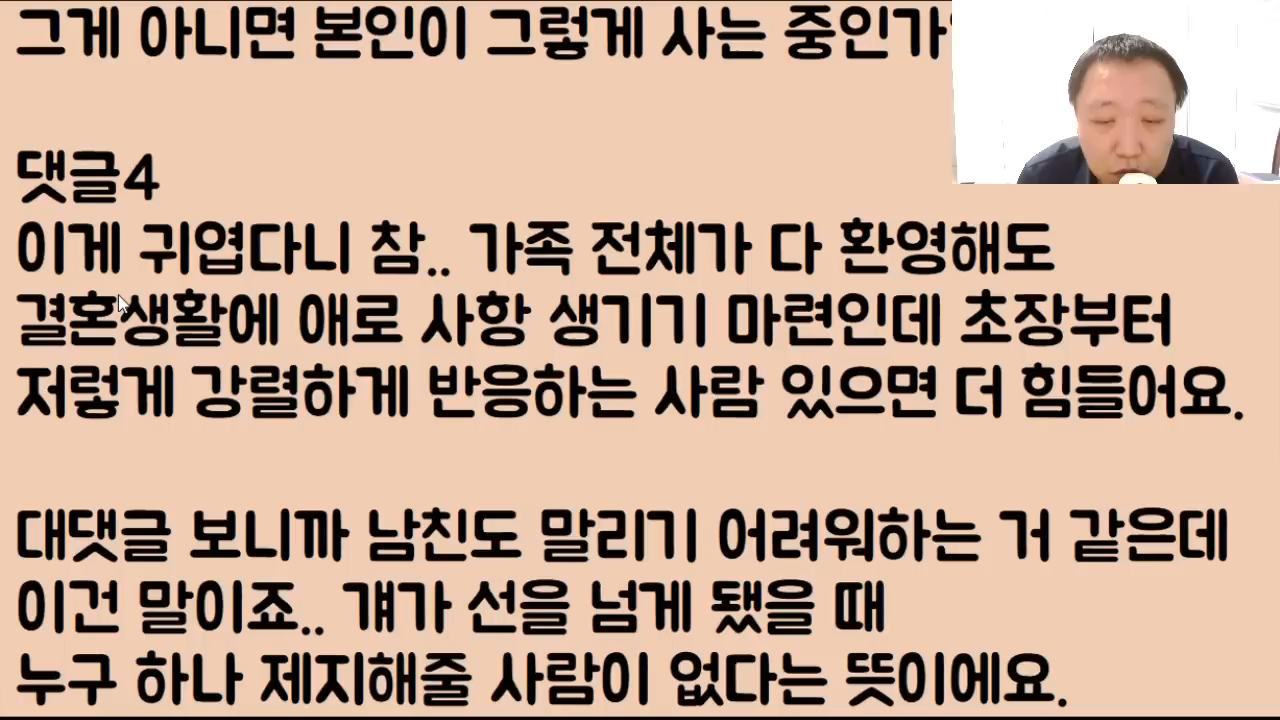 그게 아니면 본인이 그렇게 사는 중인가
댓글4
이게 귀엽다니 참.. 가족 전체가 다 환영해도
결혼생활에 애로 사항 생기기 마련인데 초장부터
저렇게 강렬하게 반응하는 사람 있으면 더 힘들어요.
대댓글 보니까 남친도 말리기 어려워하는 거 같은데
이건 말이죠.. 걔가 선을 넘게 됐을 때
누구 하나 제지해줄 사람이 없다는 뜻이에요.